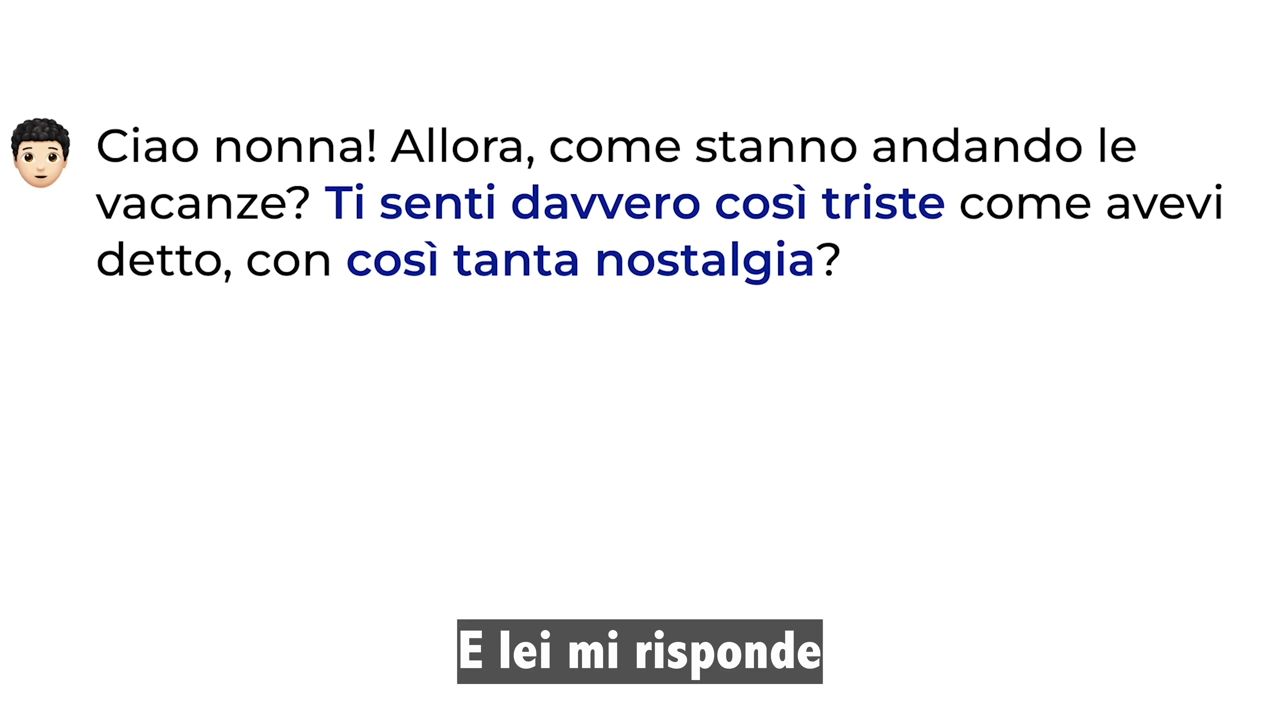 Ciao nonna! Allora, come stanno andando le
vacanze? Ti senti davvero così triste come avevi
detto, con così tanta nostalgia?
E lei mi risponde